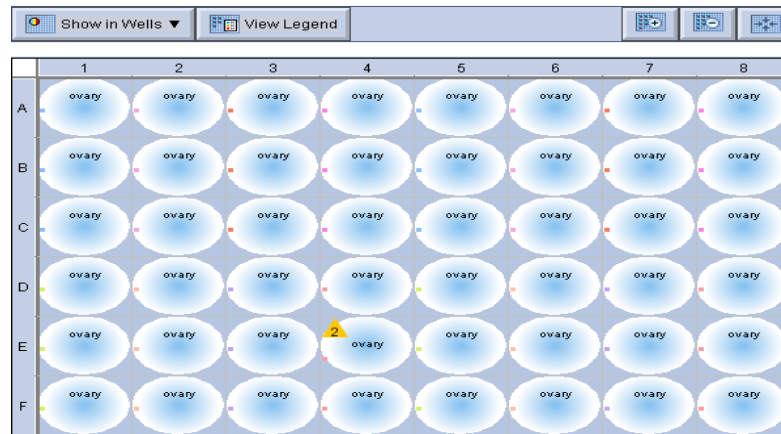 Show in Wells ▼ View Legend
1 2 3 4 5 6 7 8
A ovary ovary ovary ovary ovary ovary ovary ovary
B ovary ovary ovary ovary ovary ovary ovary ovary
C ovary ovary ovary ovary ovary ovary ovary ovary
D ovary ovary ovary ovary ovary ovary ovary ovary
E ovary ovary ovary 2 ovary ovary ovary ovary ovary
F ovary ovary ovary ovary ovary ovary ovary ovary